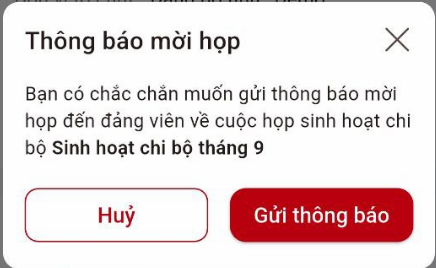 Thông báo mời họp
Bạn có chắc chắn muốn gửi thông báo mời
họp đến đảng viên về cuộc họp sinh hoạt chi
bộ Sinh hoạt chi bộ tháng 9
Huỷ
Gửi thông báo